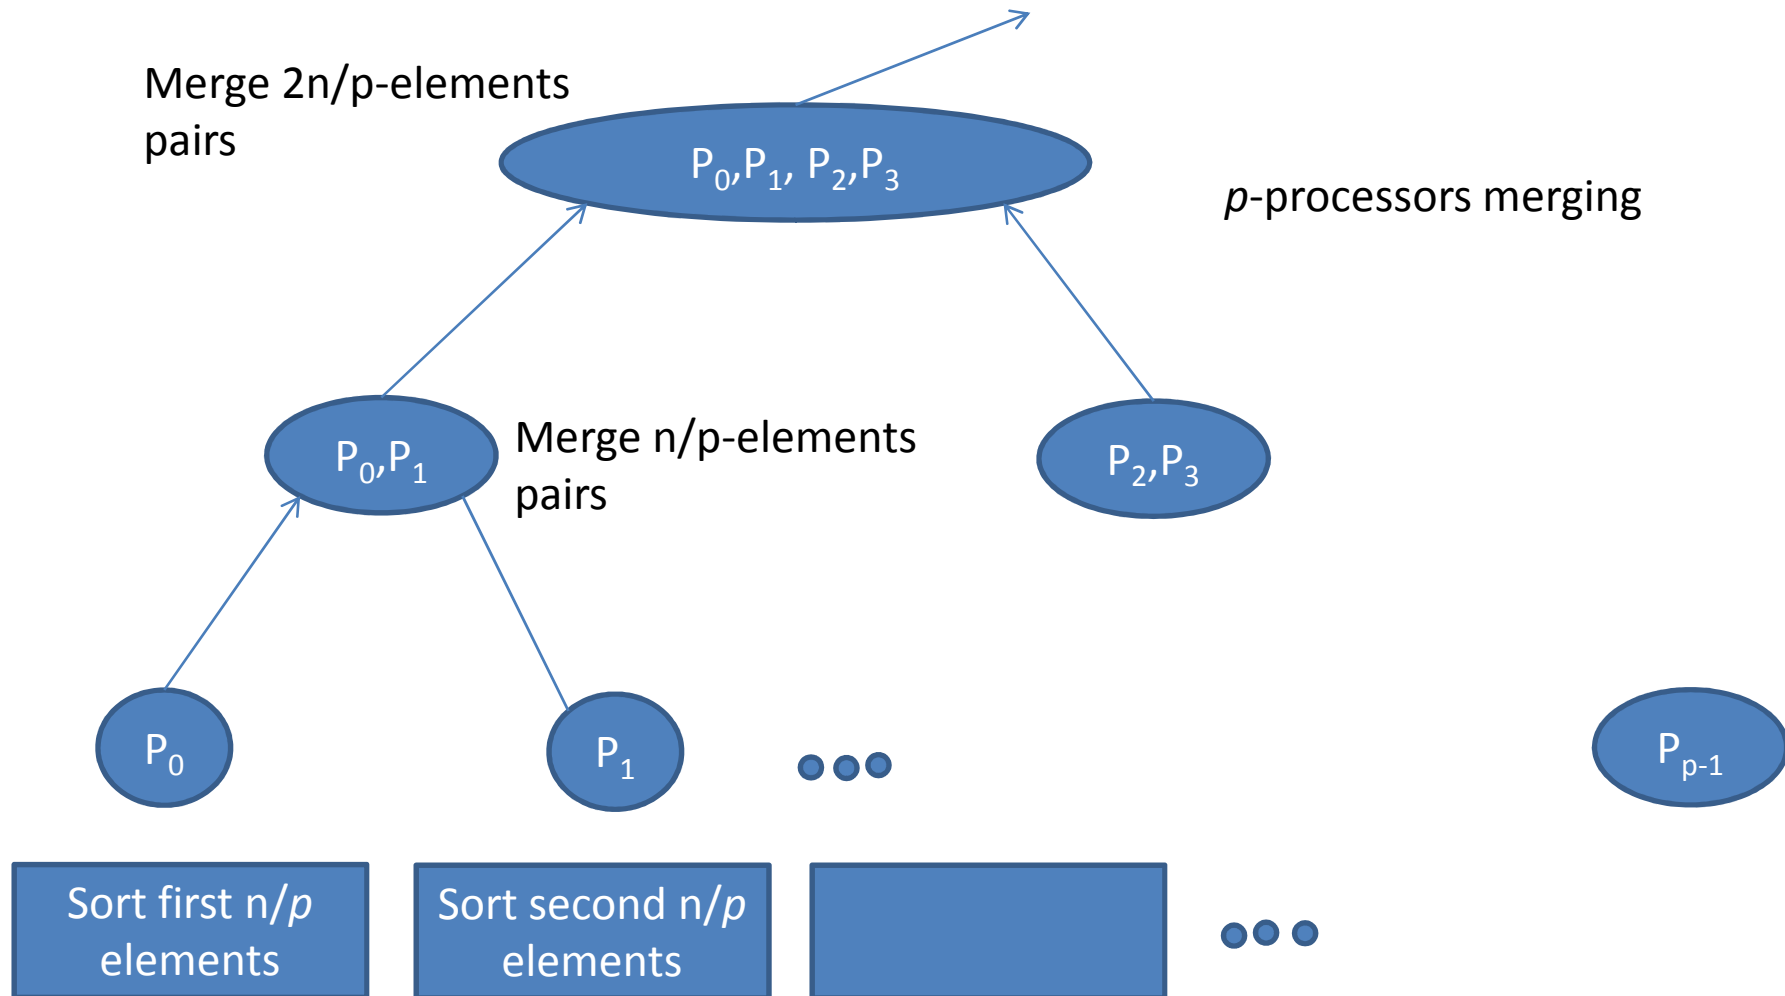 Merge 2n/p-elements
pairs
P₀,P₁, P₂,P₃
p-processors merging
P₀,P₁
Merge n/p-elements
pairs
P₂,P₃
P₀
P₁
Pₚ₋₁
Sort first n/p
elements
Sort second n/p
elements